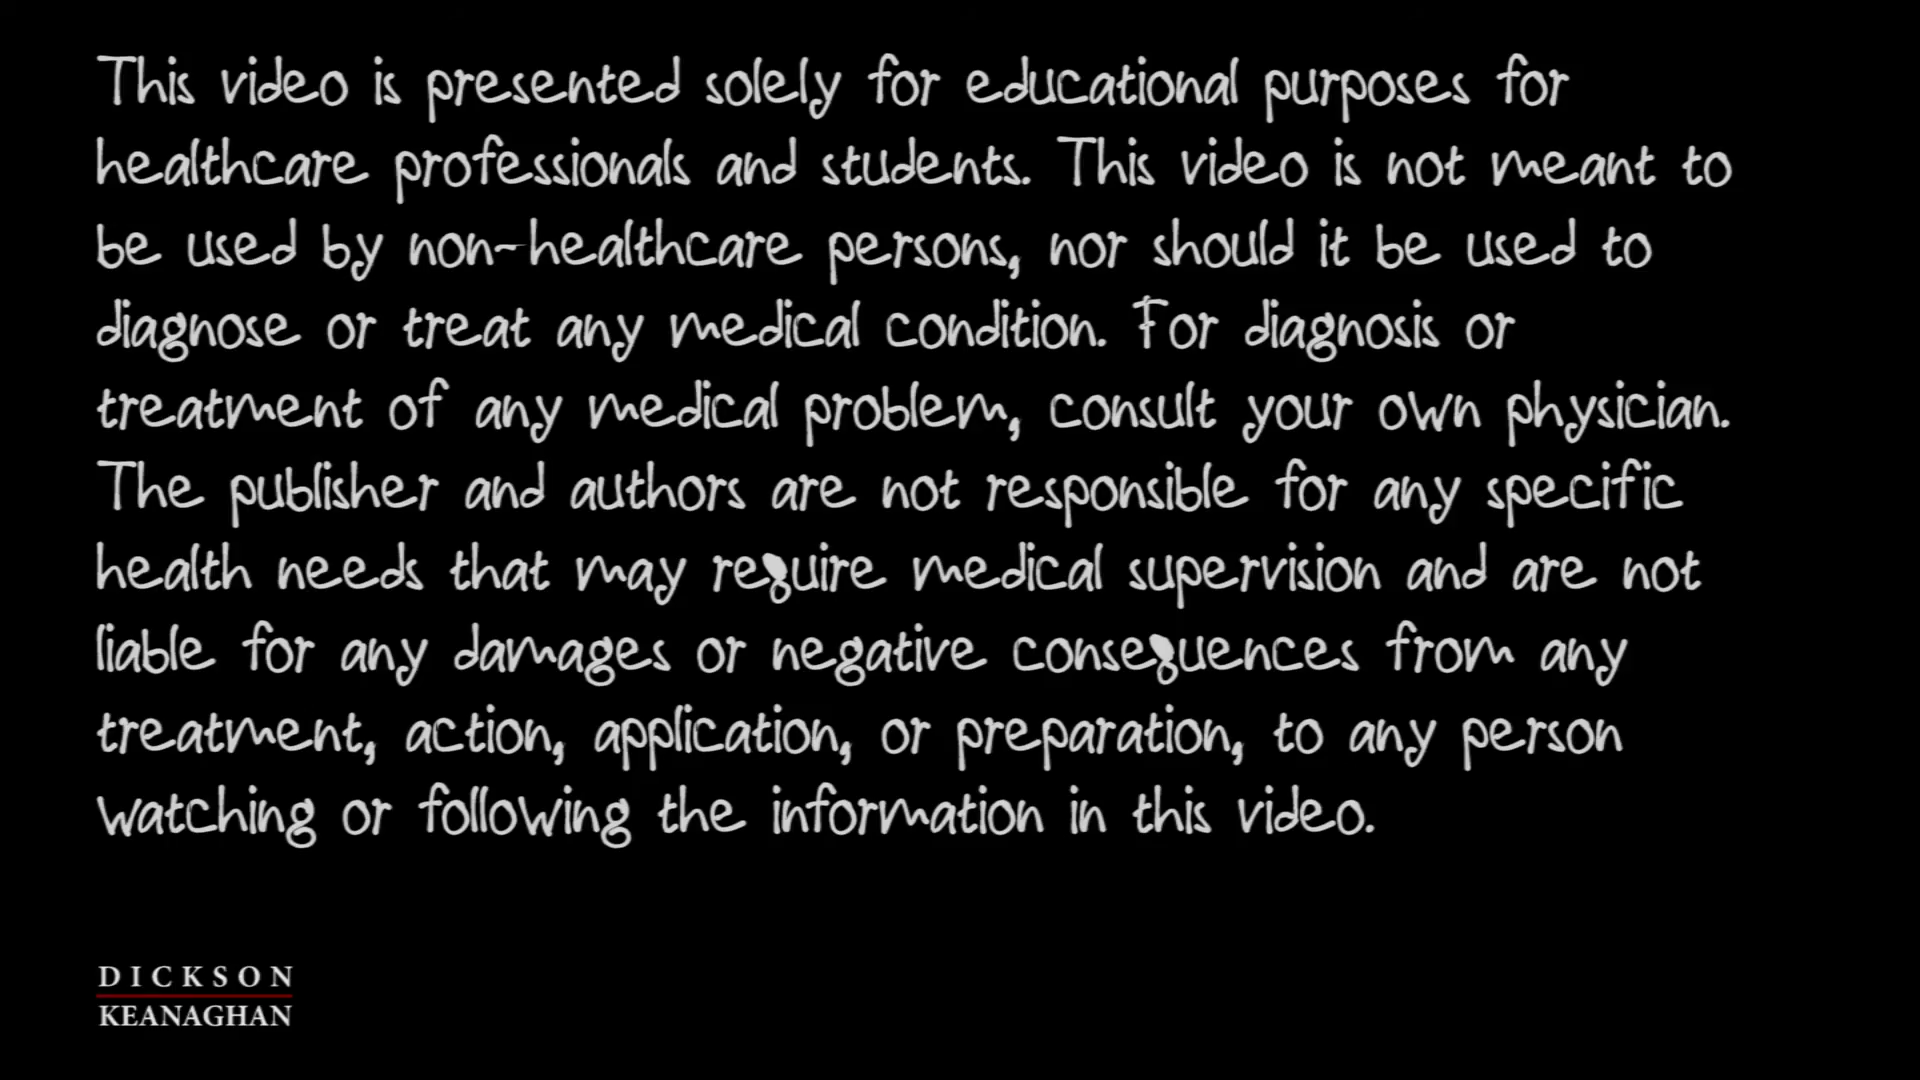 This video is presented solely for educational purposes for
healthcare professionals and students. This video is not meant to
be used by non-healthcare persons, nor should it be used to
diagnose or treat any medical condition. For diagnosis or
treatment of any medical problem, consult your own physician.
The publisher and authors are not responsible for any specific
health needs that may require medical supervision and are not
liable for any damages or negative consequences from any
treatment, action, application, or preparation, to any person
watching or following the information in this video.
DICKSON
KEANAGHAN